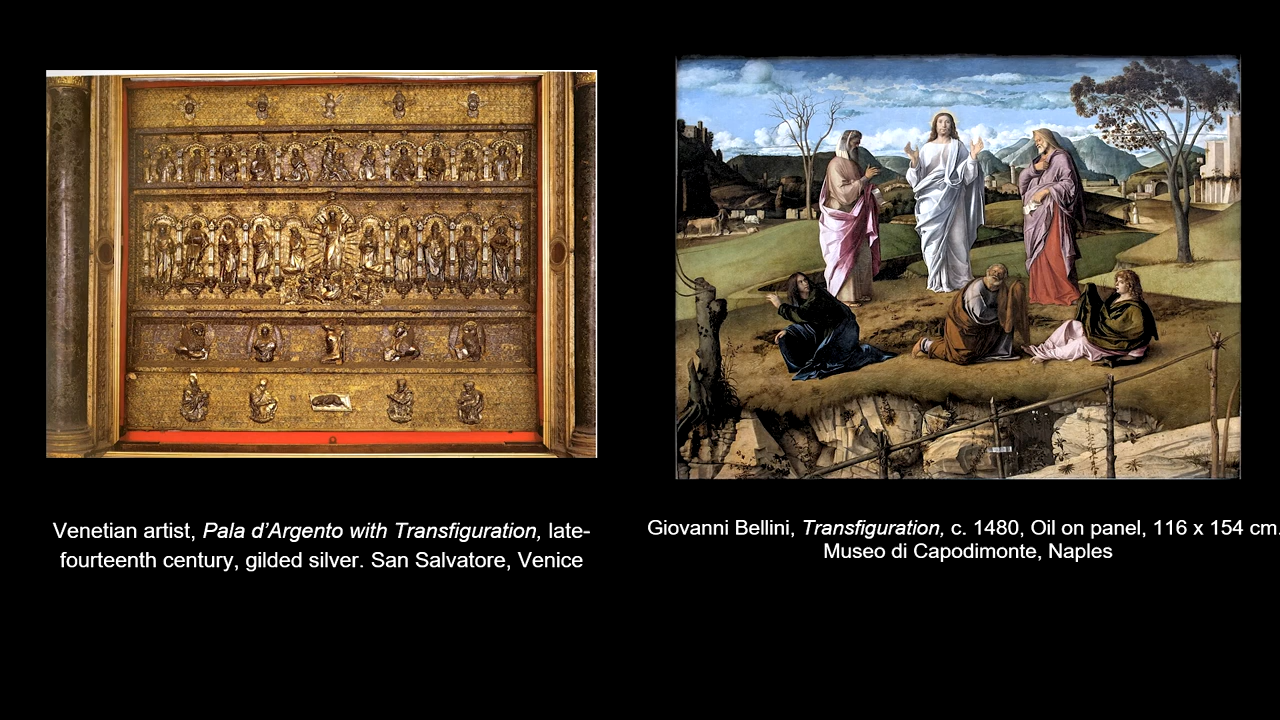 Venetian artist, Pala d’Argento with Transfiguration, late-
fourteenth century, gilded silver. San Salvatore, Venice
Giovanni Bellini, Transfiguration, c. 1480, Oil on panel, 116 x 154 cm.
Museo di Capodimonte, Naples